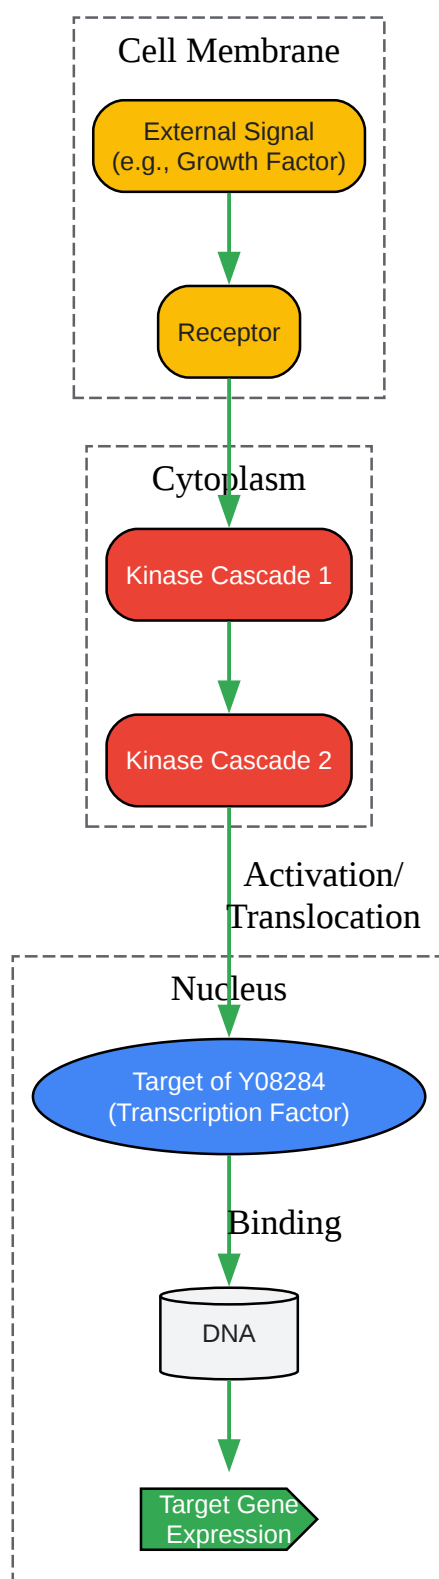 Cell Membrane
External Signal
(e.g., Growth Factor)
Receptor
Cytoplasm
Kinase Cascade 1
Kinase Cascade 2
Activation/
Translocation
Nucleus
Target of Y08284
(Transcription Factor)
Binding
DNA
Target Gene
Expression